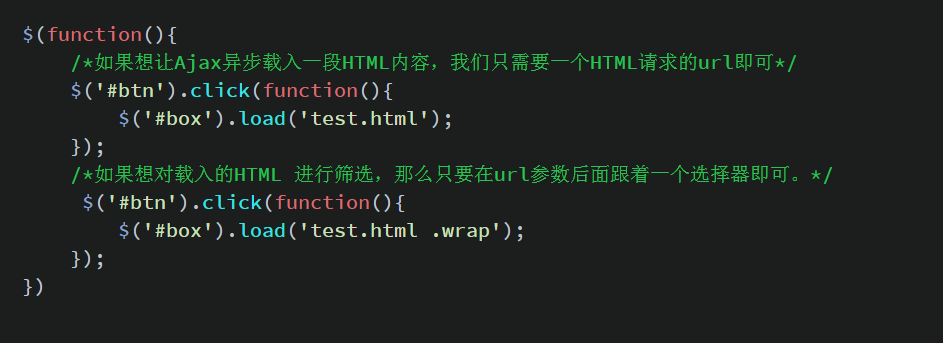 $(function(){
    /*如果想让Ajax异步载入一段HTML内容，我们只需要一个HTML请求的url即可*/
    $('#btn').click(function(){
        $('#box').load('test.html');
    });
    /*如果想对载入的HTML 进行筛选，那么只要在url参数后面跟着一个选择器即可。*/
     $('#btn').click(function(){
        $('#box').load('test.html .wrap');
    });
})